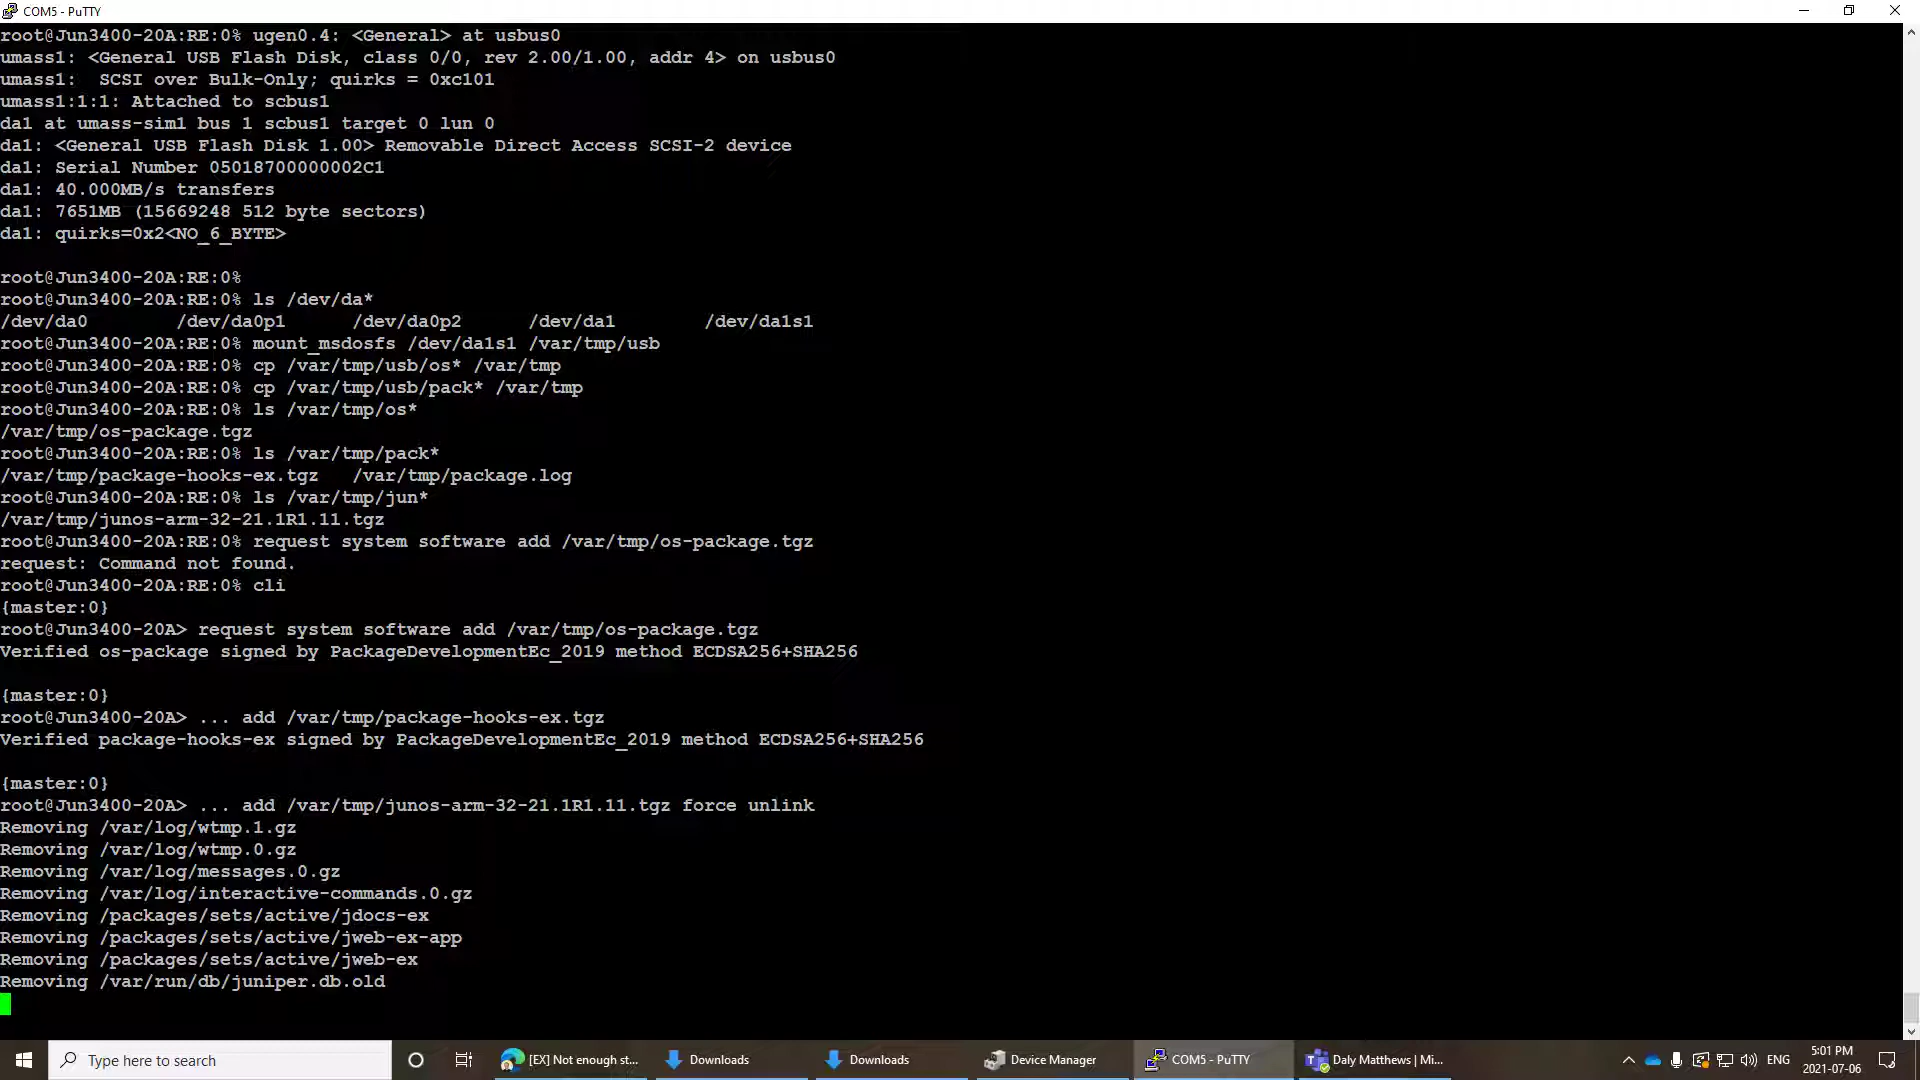 COM5 - PuTTY
root@Jun3400-20A:RE:0% ugen0.4: <General> at usbus0
umass1: <General USB Flash Disk, class 0/0, rev 2.00/1.00, addr 4> on usbus0
umass1:  SCSI over Bulk-Only; quirks = 0xc101
umass1:1:1: Attached to scbus1
da1 at umass-sim1 bus 1 scbus1 target 0 lun 0
da1: <General USB Flash Disk 1.00> Removable Direct Access SCSI-2 device
da1: Serial Number 05018700000002C1
da1: 40.000MB/s transfers
da1: 7651MB (15669248 512 byte sectors)
da1: quirks=0x2<NO_6_BYTE>
root@Jun3400-20A:RE:0%
root@Jun3400-20A:RE:0% ls /dev/da*
/dev/da0        /dev/da0p1      /dev/da0p2      /dev/da1        /dev/da1s1
root@Jun3400-20A:RE:0% mount_msdosfs /dev/da1s1 /var/tmp/usb
root@Jun3400-20A:RE:0% cp /var/tmp/usb/os* /var/tmp
root@Jun3400-20A:RE:0% cp /var/tmp/usb/pack* /var/tmp
root@Jun3400-20A:RE:0% ls /var/tmp/os*
/var/tmp/os-package.tgz
root@Jun3400-20A:RE:0% ls /var/tmp/pack*
/var/tmp/package-hooks-ex.tgz   /var/tmp/package.log
root@Jun3400-20A:RE:0% ls /var/tmp/jun*
/var/tmp/junos-arm-32-21.1R1.11.tgz
root@Jun3400-20A:RE:0% request system software add /var/tmp/os-package.tgz
request: Command not found.
root@Jun3400-20A:RE:0% cli
{master:0}
root@Jun3400-20A> request system software add /var/tmp/os-package.tgz
Verified os-package signed by PackageDevelopmentEc_2019 method ECDSA256+SHA256
{master:0}
root@Jun3400-20A> ... add /var/tmp/package-hooks-ex.tgz
Verified package-hooks-ex signed by PackageDevelopmentEc_2019 method ECDSA256+SHA256
{master:0}
root@Jun3400-20A> ... add /var/tmp/junos-arm-32-21.1R1.11.tgz force unlink
Removing /var/log/wtmp.1.gz
Removing /var/log/wtmp.0.gz
Removing /var/log/messages.0.gz
Removing /var/log/interactive-commands.0.gz
Removing /packages/sets/active/jdocs-ex
Removing /packages/sets/active/jweb-ex-app
Removing /packages/sets/active/jweb-ex
Removing /var/run/db/juniper.db.old
Type here to search
[EX] Not enough st...
Downloads
Downloads
Device Manager
COM5 - PuTTY
Daly Matthews | Mi...
ENG
5:01 PM
2021-07-06